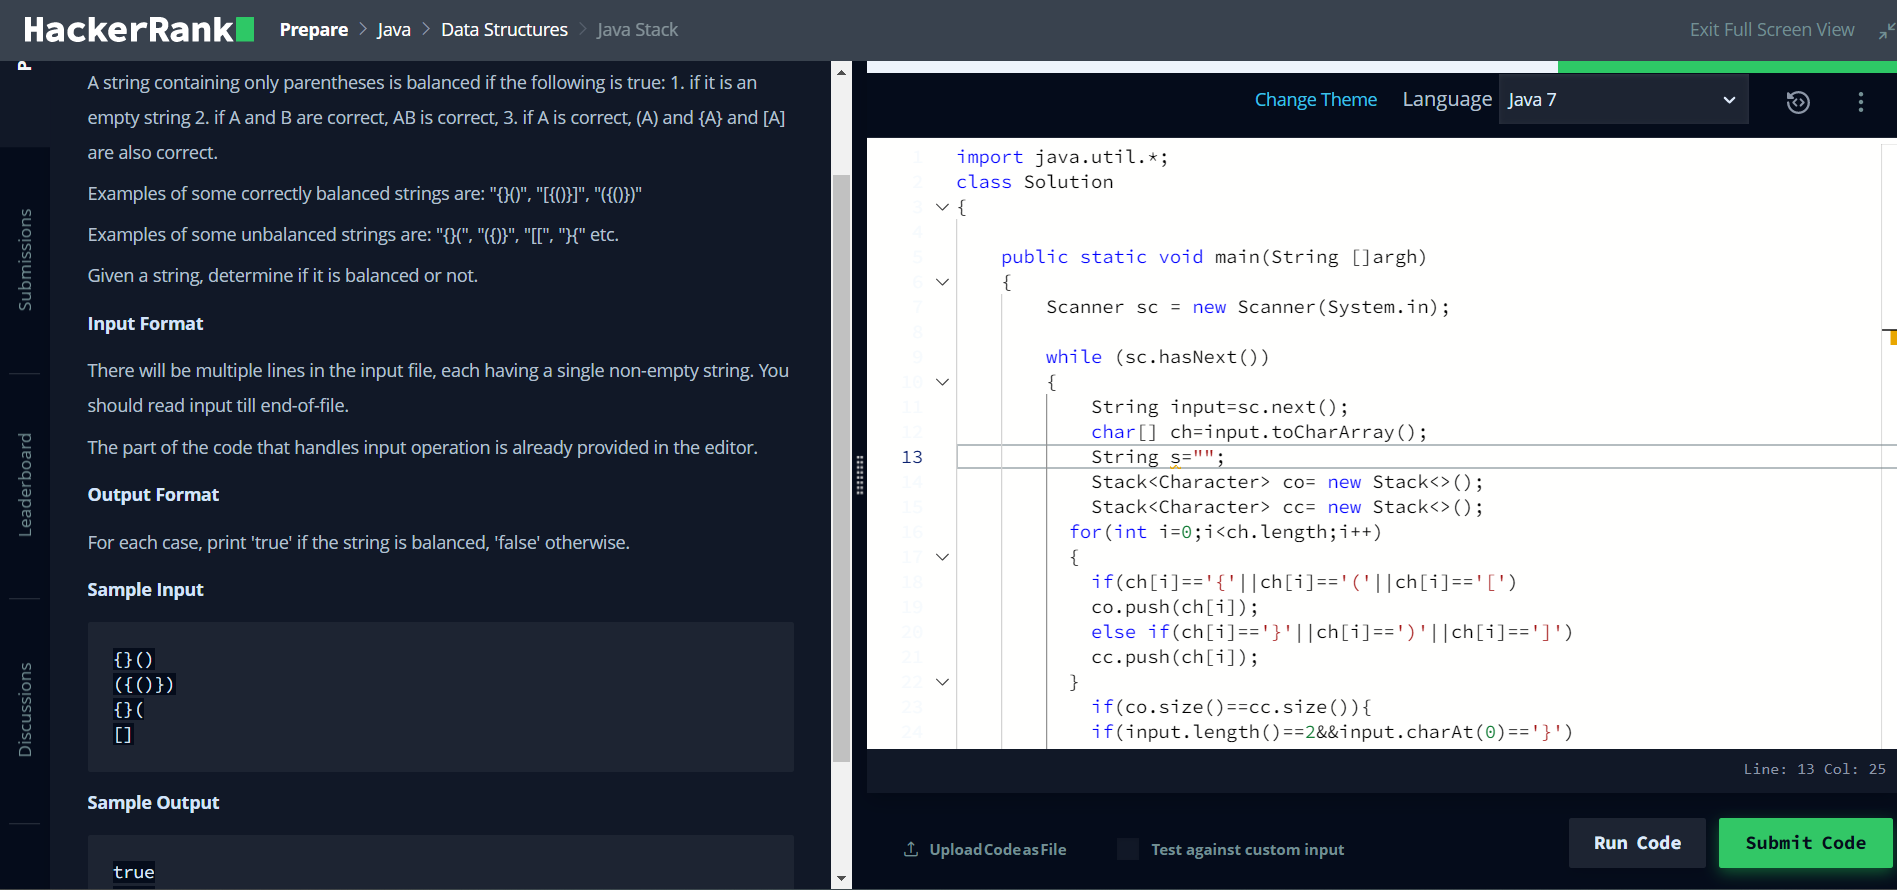 HackerRank Prepare > Java > Data Structures > Java Stack Exit Full Screen View
P
Submissions
Leaderboard
Discussions
A string containing only parentheses is balanced if the following is true: 1. if it is an
empty string 2. if A and B are correct, AB is correct, 3. if A is correct, (A) and {A} and [A]
are also correct.
Examples of some correctly balanced strings are: "{}()", "[{()}]", "({()})"
Examples of some unbalanced strings are: "{}(", "({)}", "[[", "}{" etc.
Given a string, determine if it is balanced or not.
Input Format
There will be multiple lines in the input file, each having a single non-empty string. You
should read input till end-of-file.
The part of the code that handles input operation is already provided in the editor.
Output Format
For each case, print 'true' if the string is balanced, 'false' otherwise.
Sample Input
{}()
({()})
{}(
[]
Sample Output
true
Change Theme Language Java 7
1 import java.util.*;
2 class Solution
3 {
4
5 public static void main(String []argh)
6 {
7 Scanner sc = new Scanner(System.in);
8
9 while (sc.hasNext())
10 {
11 String input=sc.next();
12 char[] ch=input.toCharArray();
13 String s="";
14 Stack<Character> co= new Stack<>();
15 Stack<Character> cc= new Stack<>();
16 for(int i=0;i<ch.length;i++)
17 {
18 if(ch[i]=='{'||ch[i]=='('||ch[i]=='[')
19 co.push(ch[i]);
20 else if(ch[i]=='}'||ch[i]==')'||ch[i]==']')
21 cc.push(ch[i]);
22 }
23 if(co.size()==cc.size()){
24 if(input.length()==2&&input.charAt(0)=='}')
Line: 13 Col: 25
Upload Code as File Test against custom input Run Code Submit Code